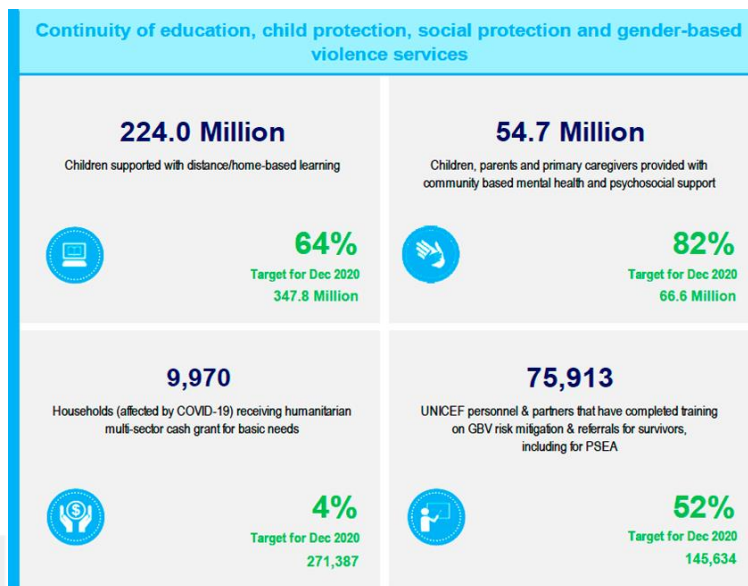 Continuity of education, child protection, social protection and gender-based
violence services
224.0 Million
Children supported with distance/home-based learning
64%
Target for Dec 2020
347.8 Million
54.7 Million
Children, parents and primary caregivers provided with
community based mental health and psychosocial support
82%
Target for Dec 2020
66.6 Million
9,970
Households (affected by COVID-19) receiving humanitarian
multi-sector cash grant for basic needs
4%
Target for Dec 2020
271,387
75,913
UNICEF personnel & partners that have completed training
on GBV risk mitigation & referrals for survivors,
including for PSEA
52%
Target for Dec 2020
145,634